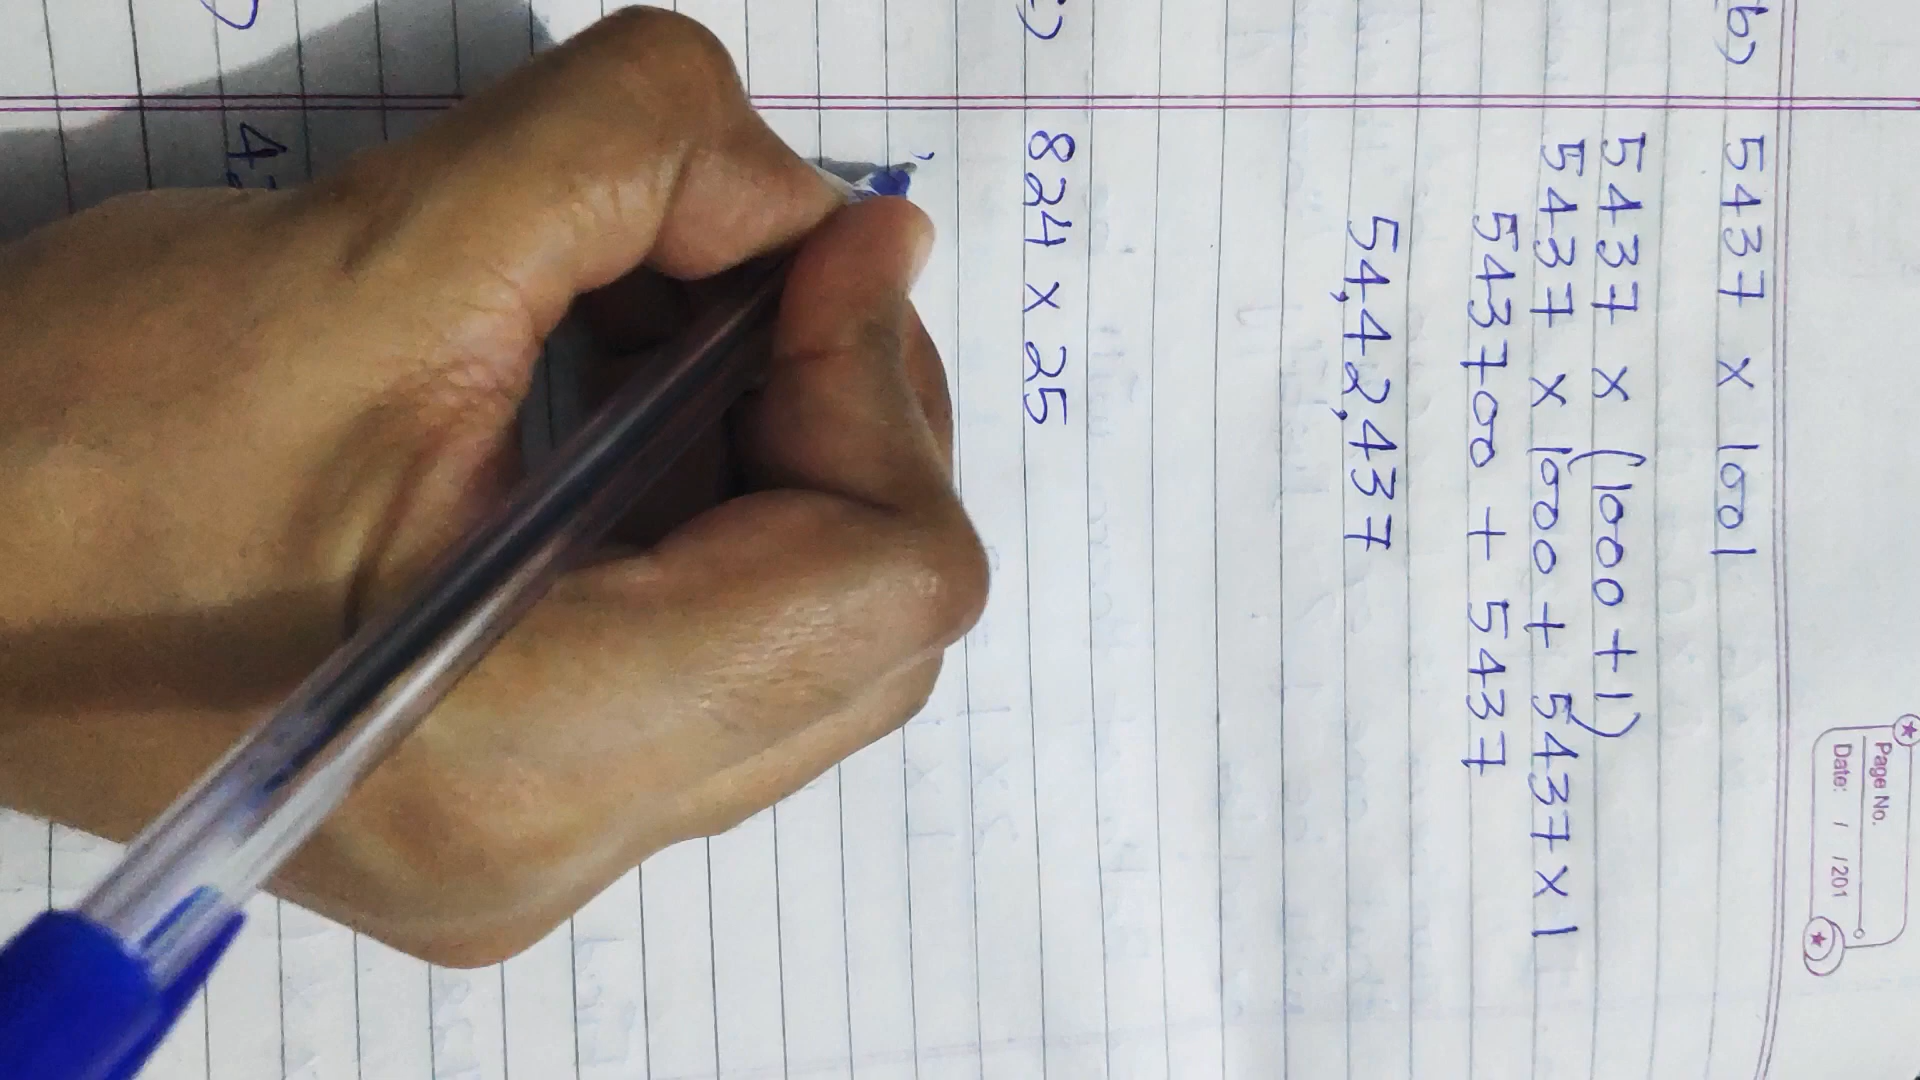 Page No.
Date: / /201
b) 5437 x 1001
5437 x (1000 + 1)
5437 x 1000 + 5437 x 1
543700 + 5437
54,42,437
824 x 25